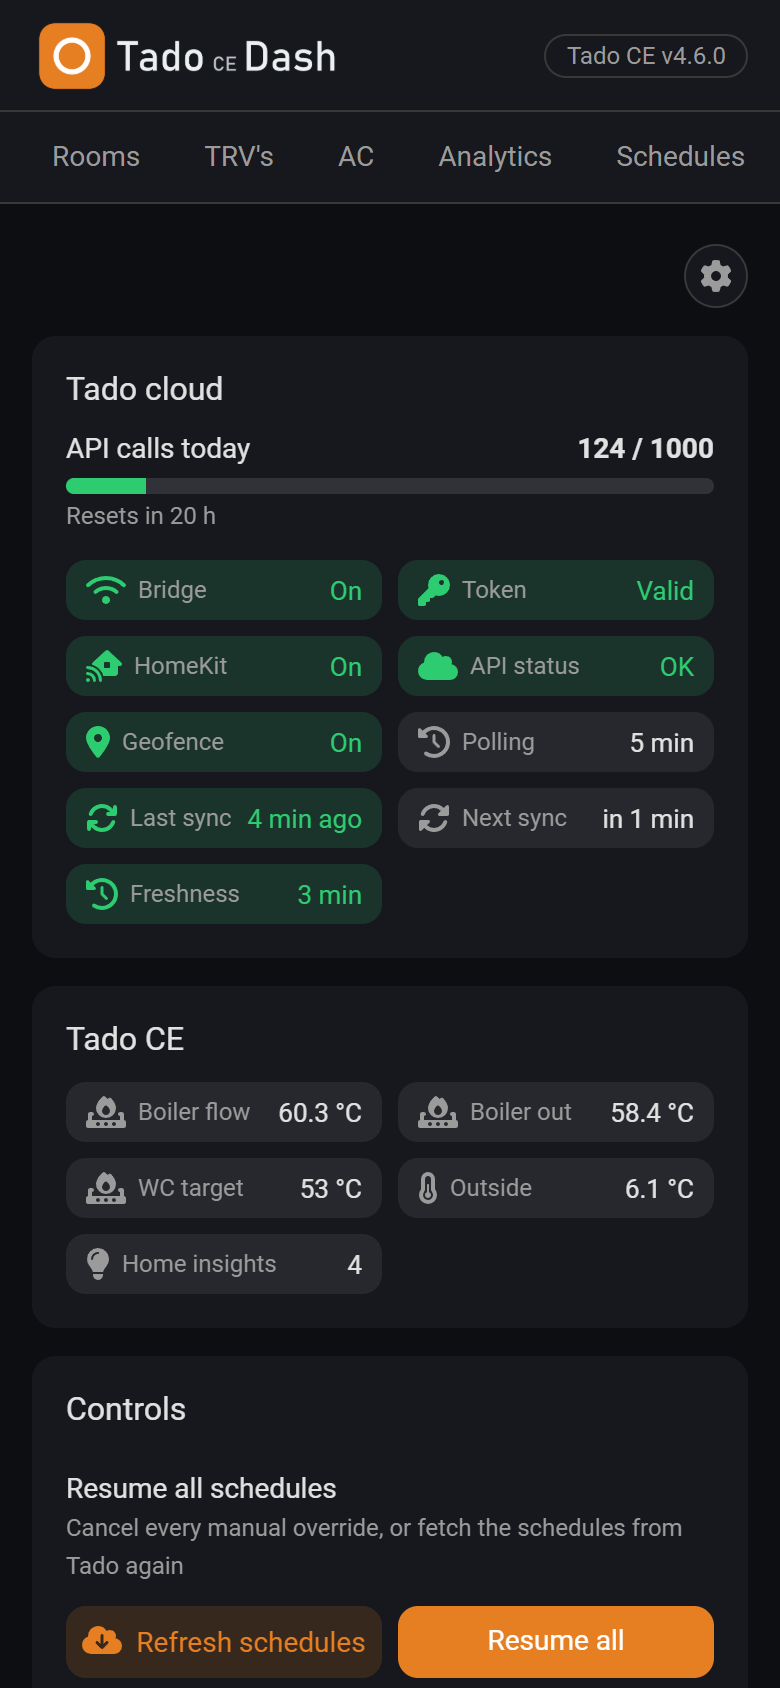 Tado CE Dash
Tado CE v4.6.0
Rooms TRV's AC Analytics Schedules
Tado cloud
API calls today 124 / 1000
Resets in 20 h
Bridge On
Token Valid
HomeKit On
API status OK
Geofence On
Polling 5 min
Last sync 4 min ago
Next sync in 1 min
Freshness 3 min
Tado CE
Boiler flow 60.3 °C
Boiler out 58.4 °C
WC target 53 °C
Outside 6.1 °C
Home insights 4
Controls
Resume all schedules
Cancel every manual override, or fetch the schedules from
Tado again
Refresh schedules
Resume all